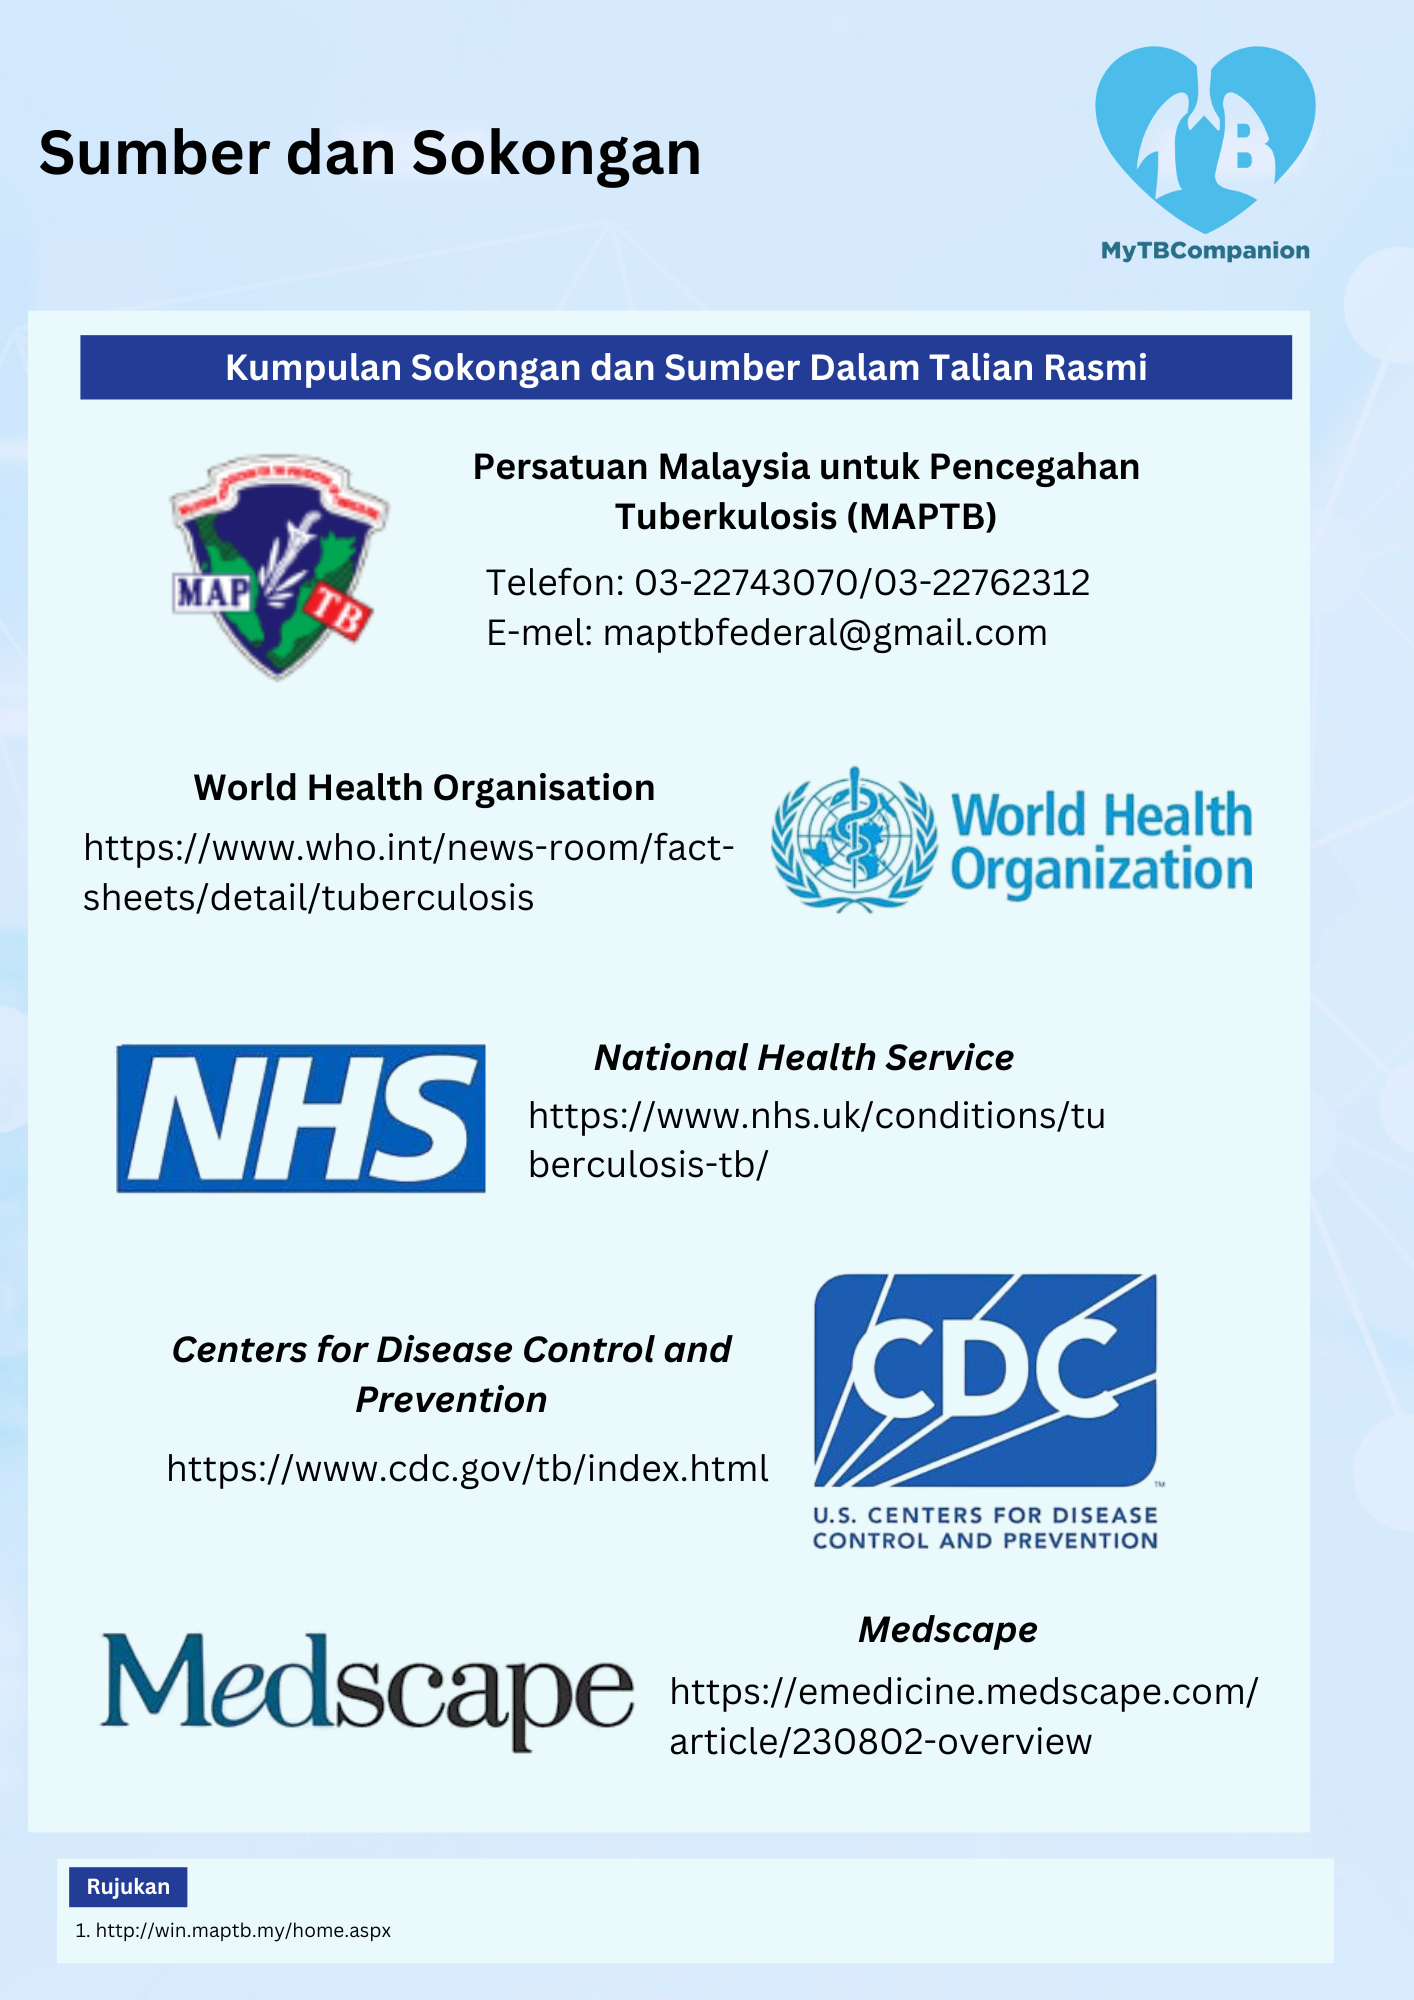 Sumber dan Sokongan
TB
MyTBCompanion
Kumpulan Sokongan dan Sumber Dalam Talian Rasmi
MAP
TB
Persatuan Malaysia untuk Pencegahan
Tuberkulosis (MAPTB)
Telefon: 03-22743070/03-22762312
E-mel: maptbfederal@gmail.com
World Health Organisation
https://www.who.int/news-room/fact-
sheets/detail/tuberculosis
World Health
Organization
NHS
National Health Service
https://www.nhs.uk/conditions/tu
berculosis-tb/
Centers for Disease Control and
Prevention
https://www.cdc.gov/tb/index.html
CDC
TM
U.S. CENTERS FOR DISEASE
CONTROL AND PREVENTION
Medscape
Medscape
https://emedicine.medscape.com/
article/230802-overview
Rujukan
1. http://win.maptb.my/home.aspx